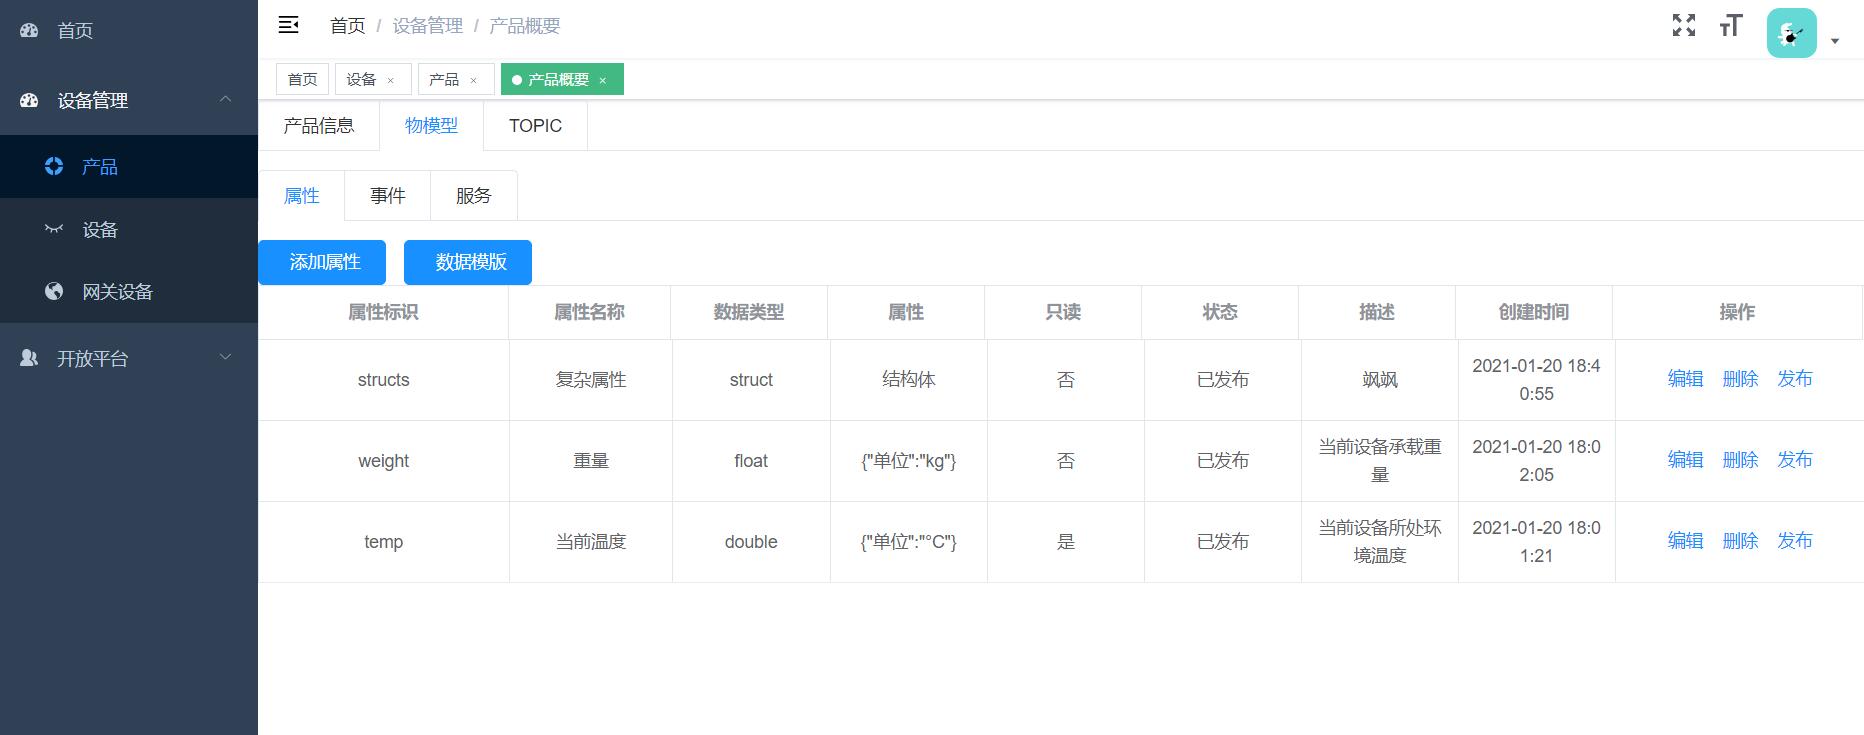 首页
设备管理
产品
设备
网关设备
开放平台
首页 / 设备管理 / 产品概要
首页 设备 × 产品 × 产品概要 ×
产品信息 物模型 TOPIC
属性 事件 服务
添加属性 数据模版
属性标识 属性名称 数据类型 属性 只读 状态 描述 创建时间 操作
structs 复杂属性 struct 结构体 否 已发布 飒飒 2021-01-20 18:4
0:55 编辑 删除 发布
weight 重量 float {"单位":"kg"} 否 已发布 当前设备承载重
量 2021-01-20 18:0
2:05 编辑 删除 发布
temp 当前温度 double {"单位":"°C"} 是 已发布 当前设备所处环
境温度 2021-01-20 18:0
1:21 编辑 删除 发布